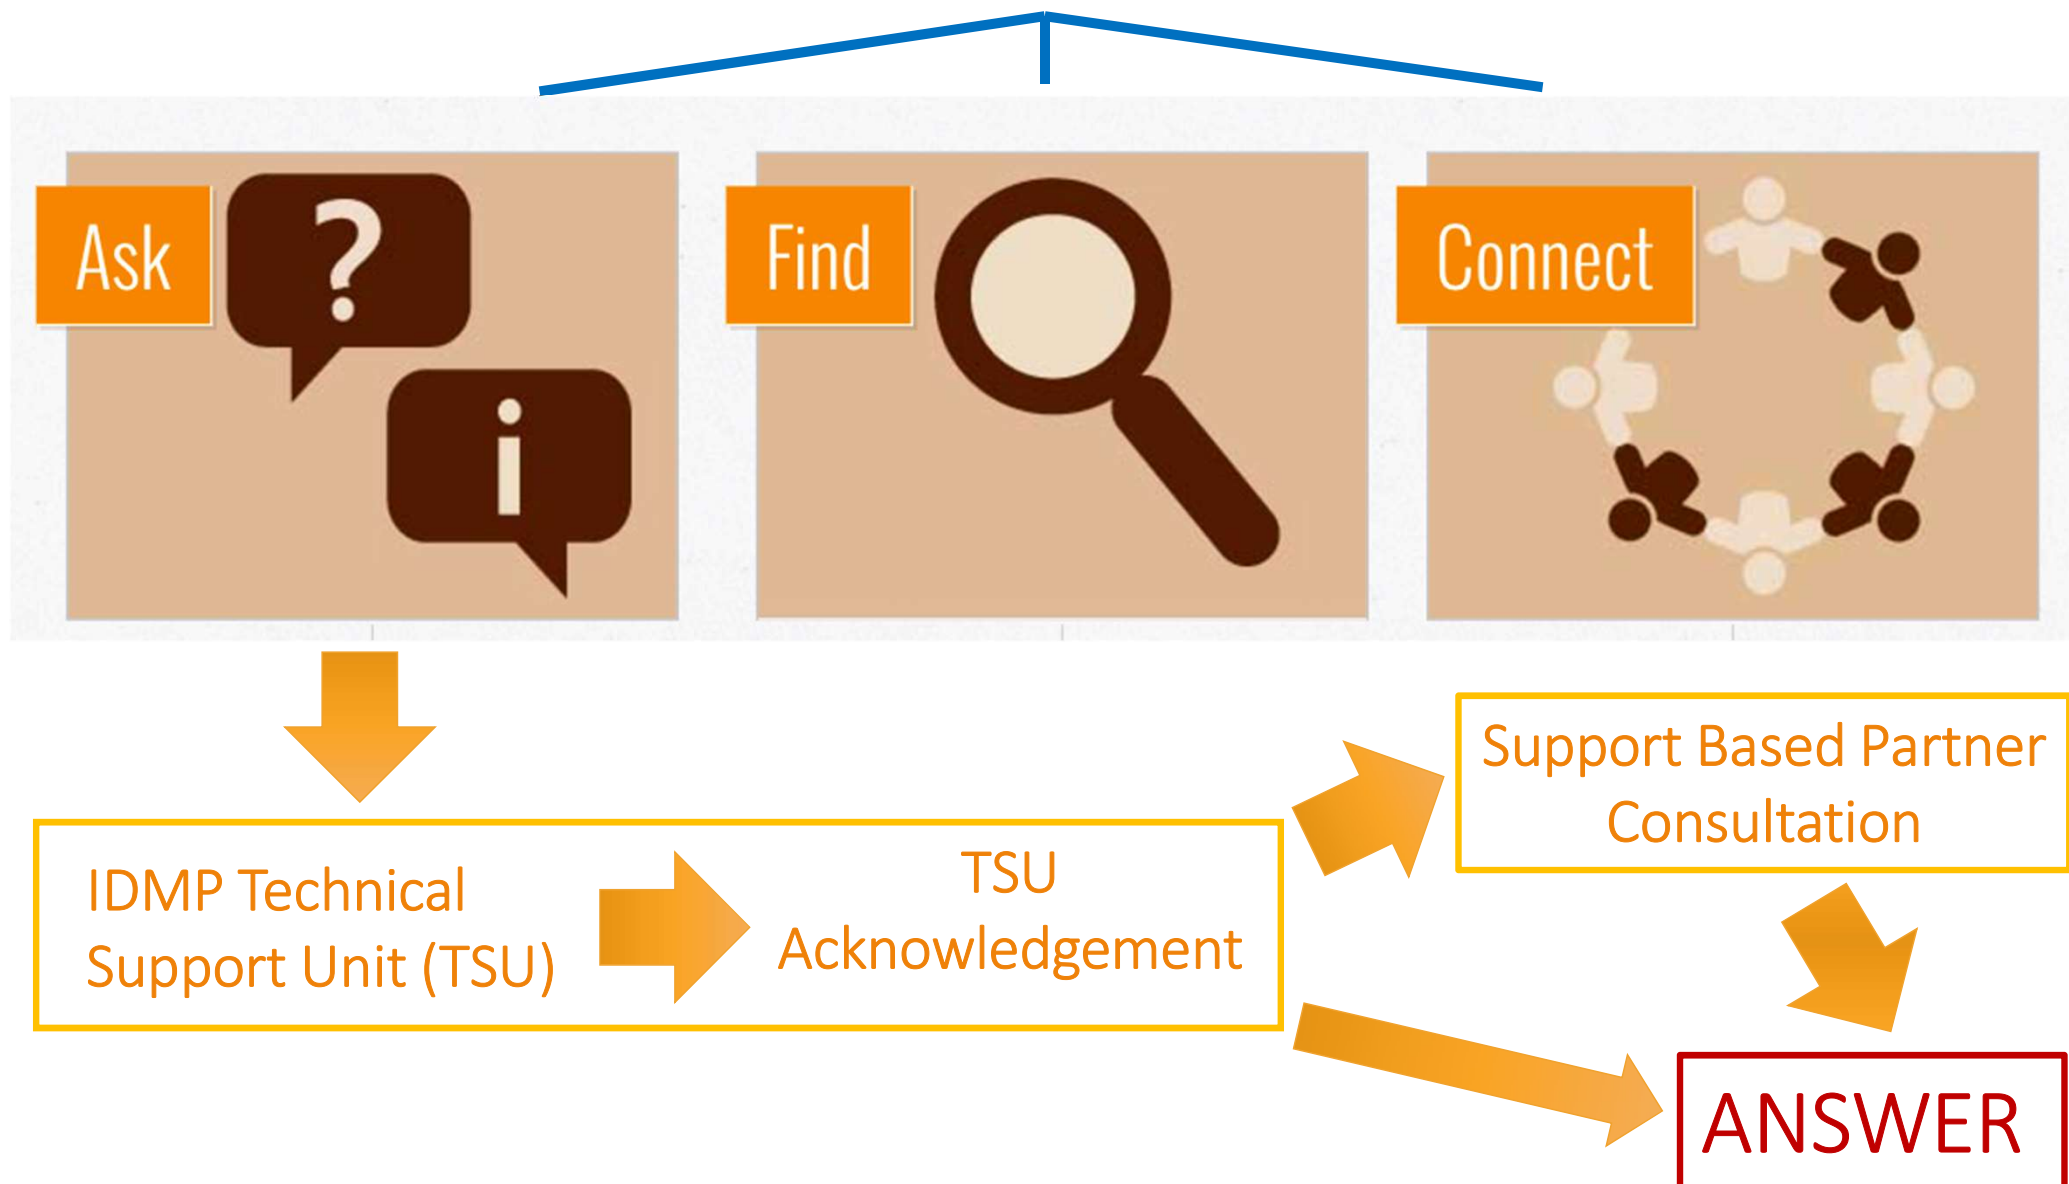 Ask
?
i
Find
Connect
IDMP Technical
Support Unit (TSU)
TSU
Acknowledgement
Support Based Partner
Consultation
ANSWER